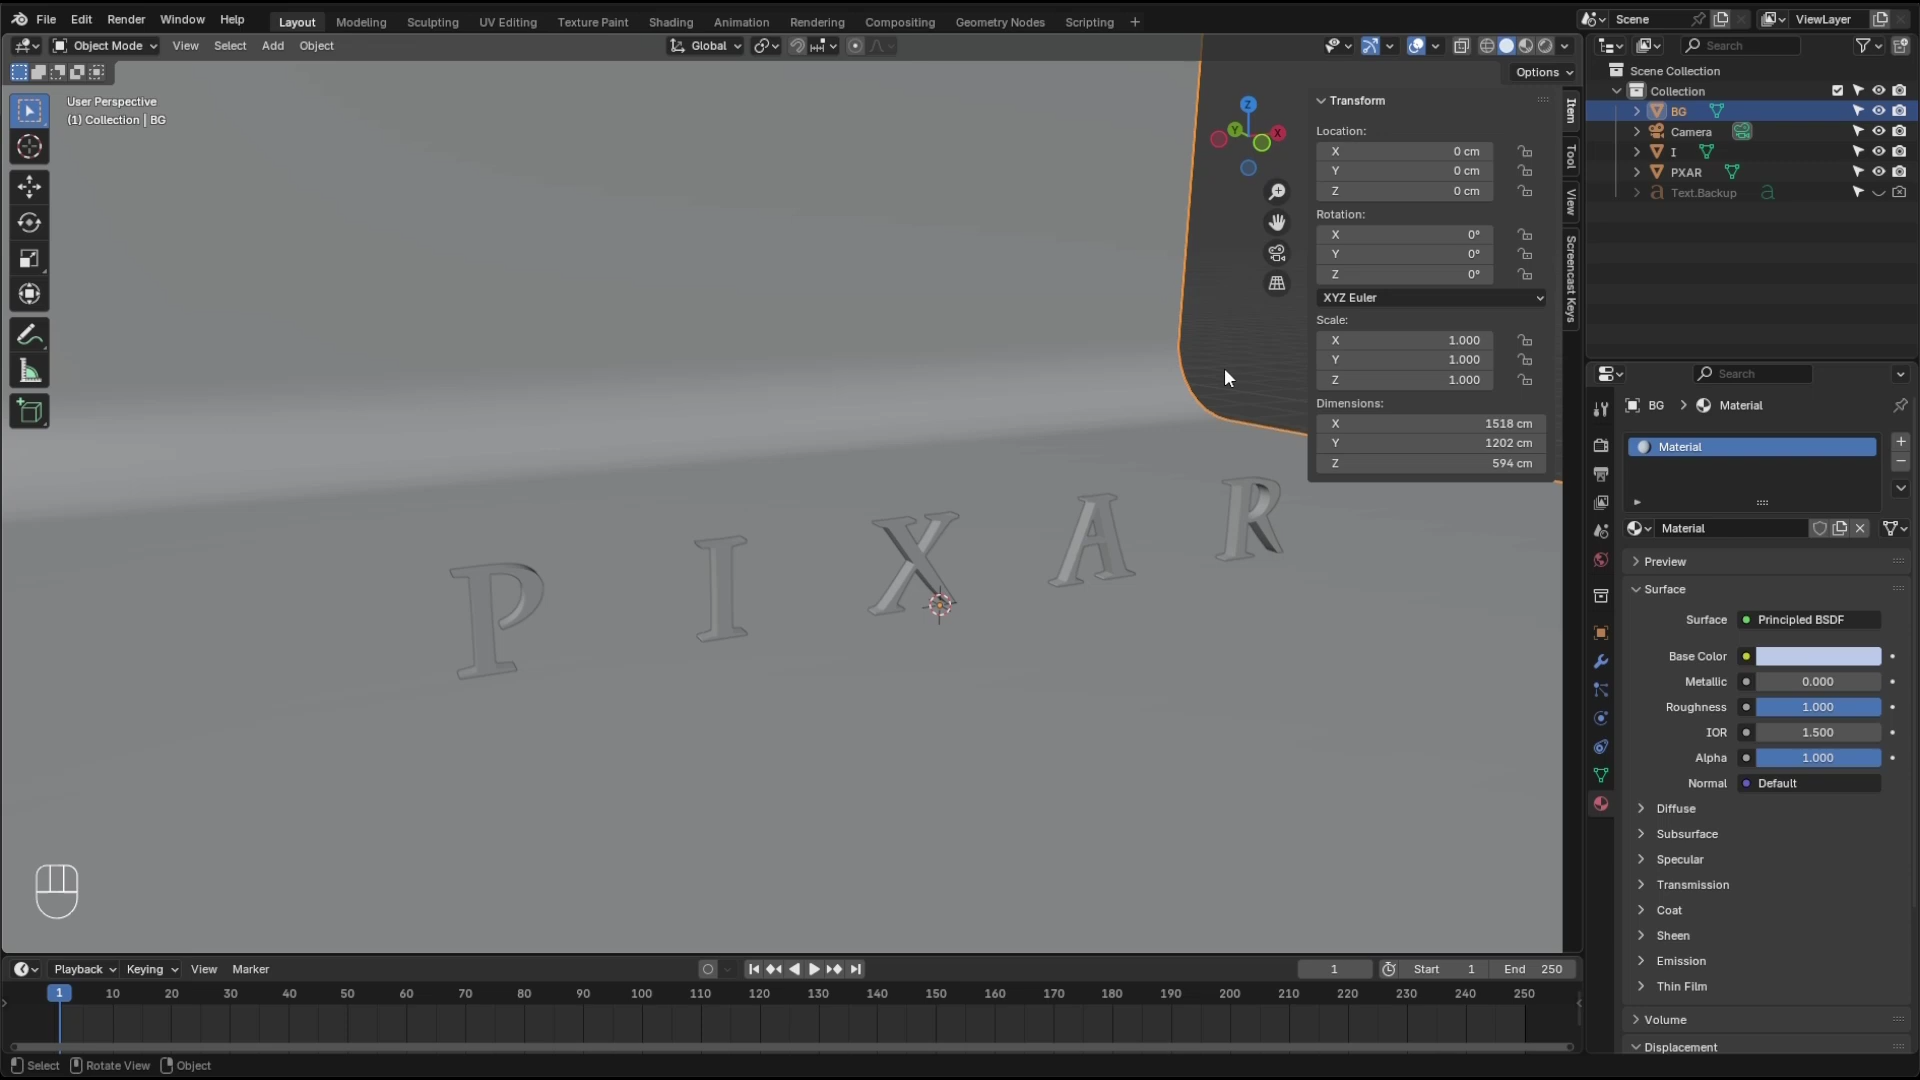 File Edit Render Window Help Layout Modeling Sculpting UV Editing Texture Paint Shading Animation Rendering Compositing Geometry Nodes Scripting + Scene ViewLayer
Object Mode View Select Add Object Global Search
Options
User Perspective
(1) Collection | BG
Scene Collection
Collection
BG
Camera
I
PXAR
Text.Backup
Z
Y
X
Transform
Location:
X 0 cm
Y 0 cm
Z 0 cm
Rotation:
X 0°
Y 0°
Z 0°
XYZ Euler
Scale:
X 1.000
Y 1.000
Z 1.000
Dimensions:
X 1518 cm
Y 1202 cm
Z 594 cm
Item
Tool
View
Screencast Keys
P I X A R
Search
BG > Material
Material
Material
Preview
Surface
Surface Principled BSDF
Base Color
Metallic 0.000
Roughness 1.000
IOR 1.500
Alpha 1.000
Normal Default
Diffuse
Subsurface
Specular
Transmission
Coat
Sheen
Emission
Thin Film
Volume
Displacement
Playback Keying View Marker 1 Start 1 End 250
1 10 20 30 40 50 60 70 80 90 100 110 120 130 140 150 160 170 180 190 200 210 220 230 240 250
Select Rotate View Object